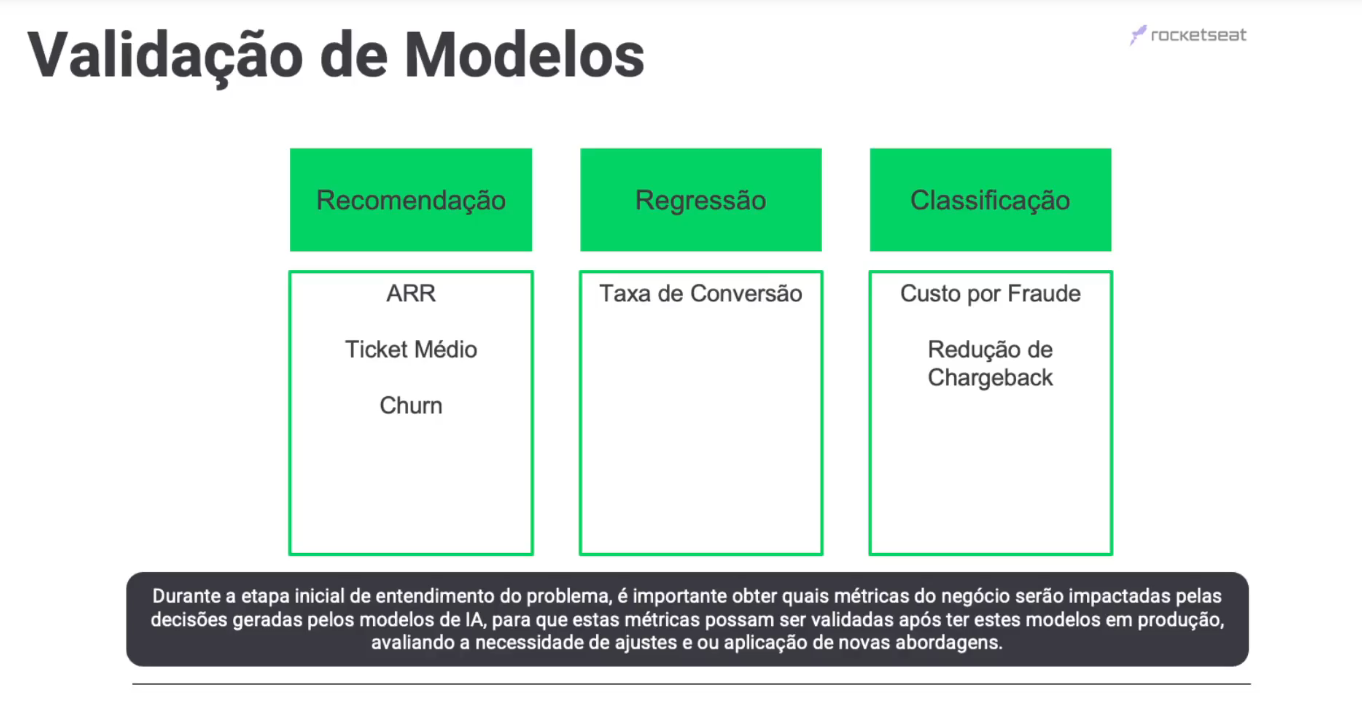 Validação de Modelos
rocketseat
Recomendação
Regressão
Classificação
ARR
Ticket Médio
Churn
Taxa de Conversão
Custo por Fraude
Redução de
Chargeback
Durante a etapa inicial de entendimento do problema, é importante obter quais métricas do negócio serão impactadas pelas
decisões geradas pelos modelos de IA, para que estas métricas possam ser validadas após ter estes modelos em produção,
avaliando a necessidade de ajustes e ou aplicação de novas abordagens.